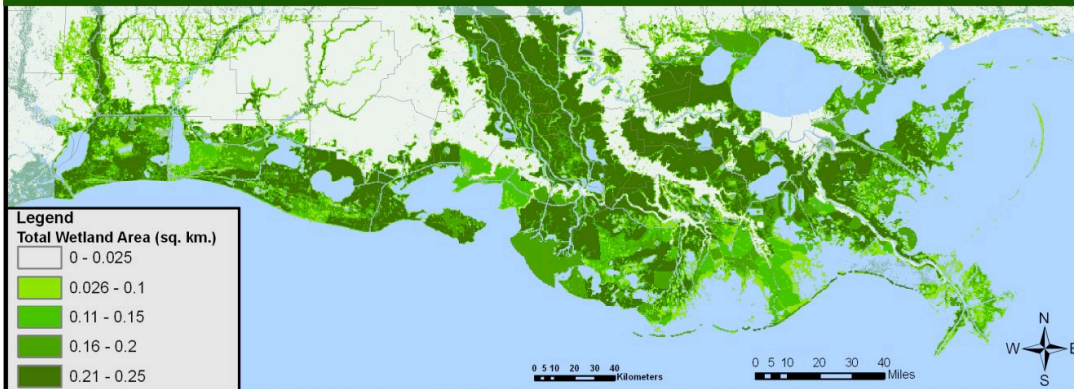 Legend
Total Wetland Area (sq. km.)
0 - 0.025
0.026 - 0.1
0.11 - 0.15
0.16 - 0.2
0.21 - 0.25
0 5 10 20 30 40
Kilometers
0 5 10 20 30 40
Miles
N
W E
S